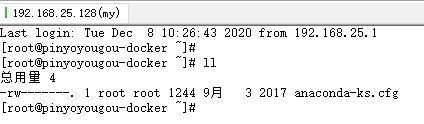 192.168.25.128(my)
Last login: Tue Dec  8 10:26:43 2020 from 192.168.25.1
[root@pinyoyougou-docker ~]#
[root@pinyoyougou-docker ~]# ll
总用量 4
-rw-------. 1 root root 1244 9月   3 2017 anaconda-ks.cfg
[root@pinyoyougou-docker ~]#